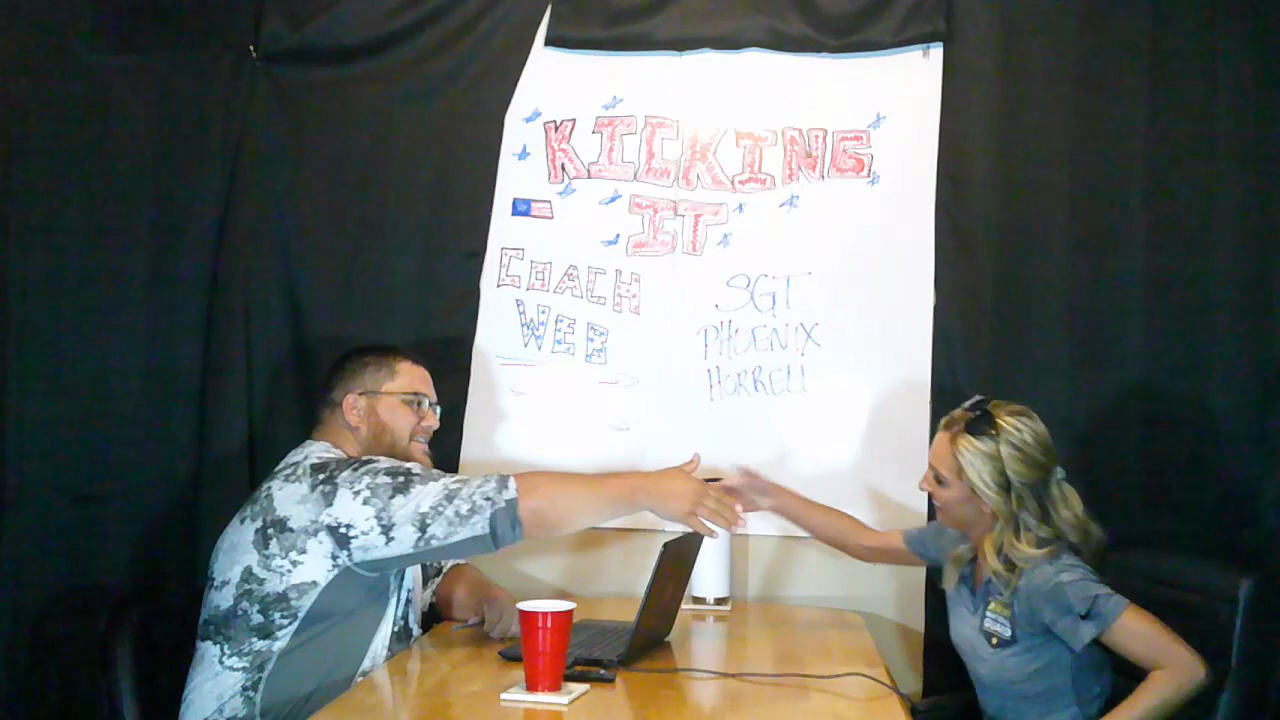 KICKING
IT
COACH
WEB
SGT
PHOENIX
HORRELL